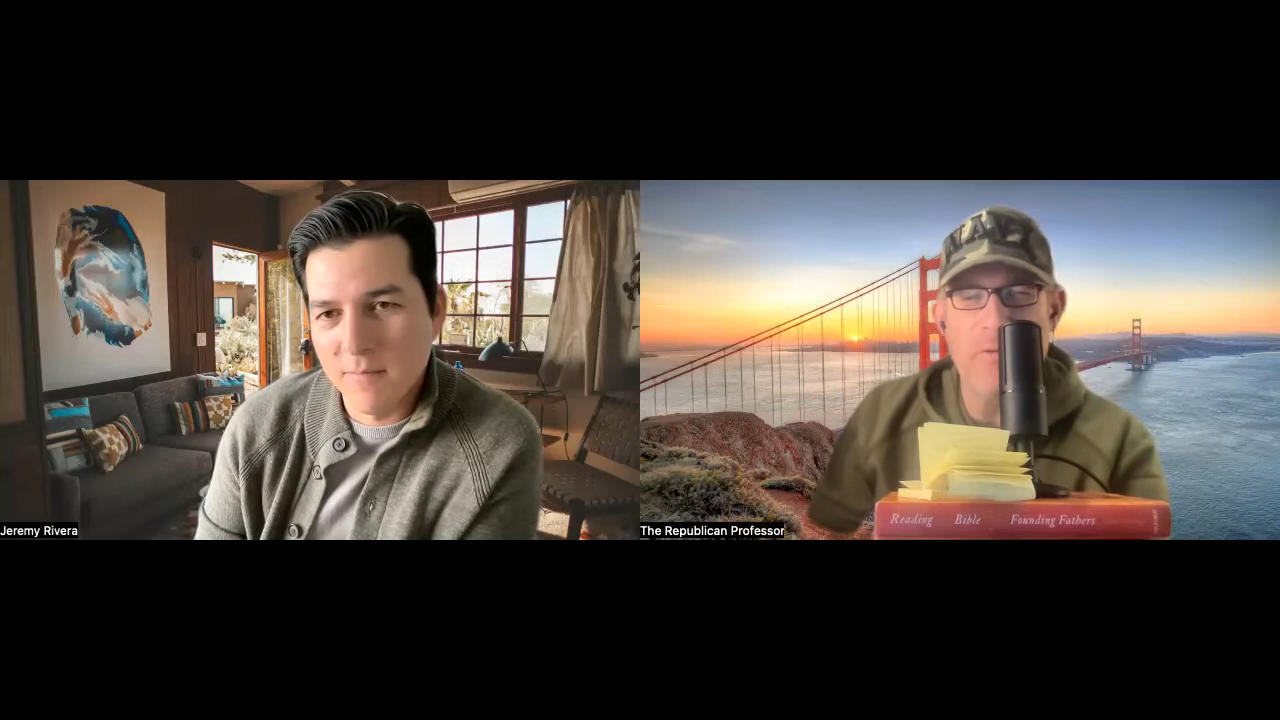 Jeremy Rivera
The Republican Professor
Reading Bible Founding Fathers